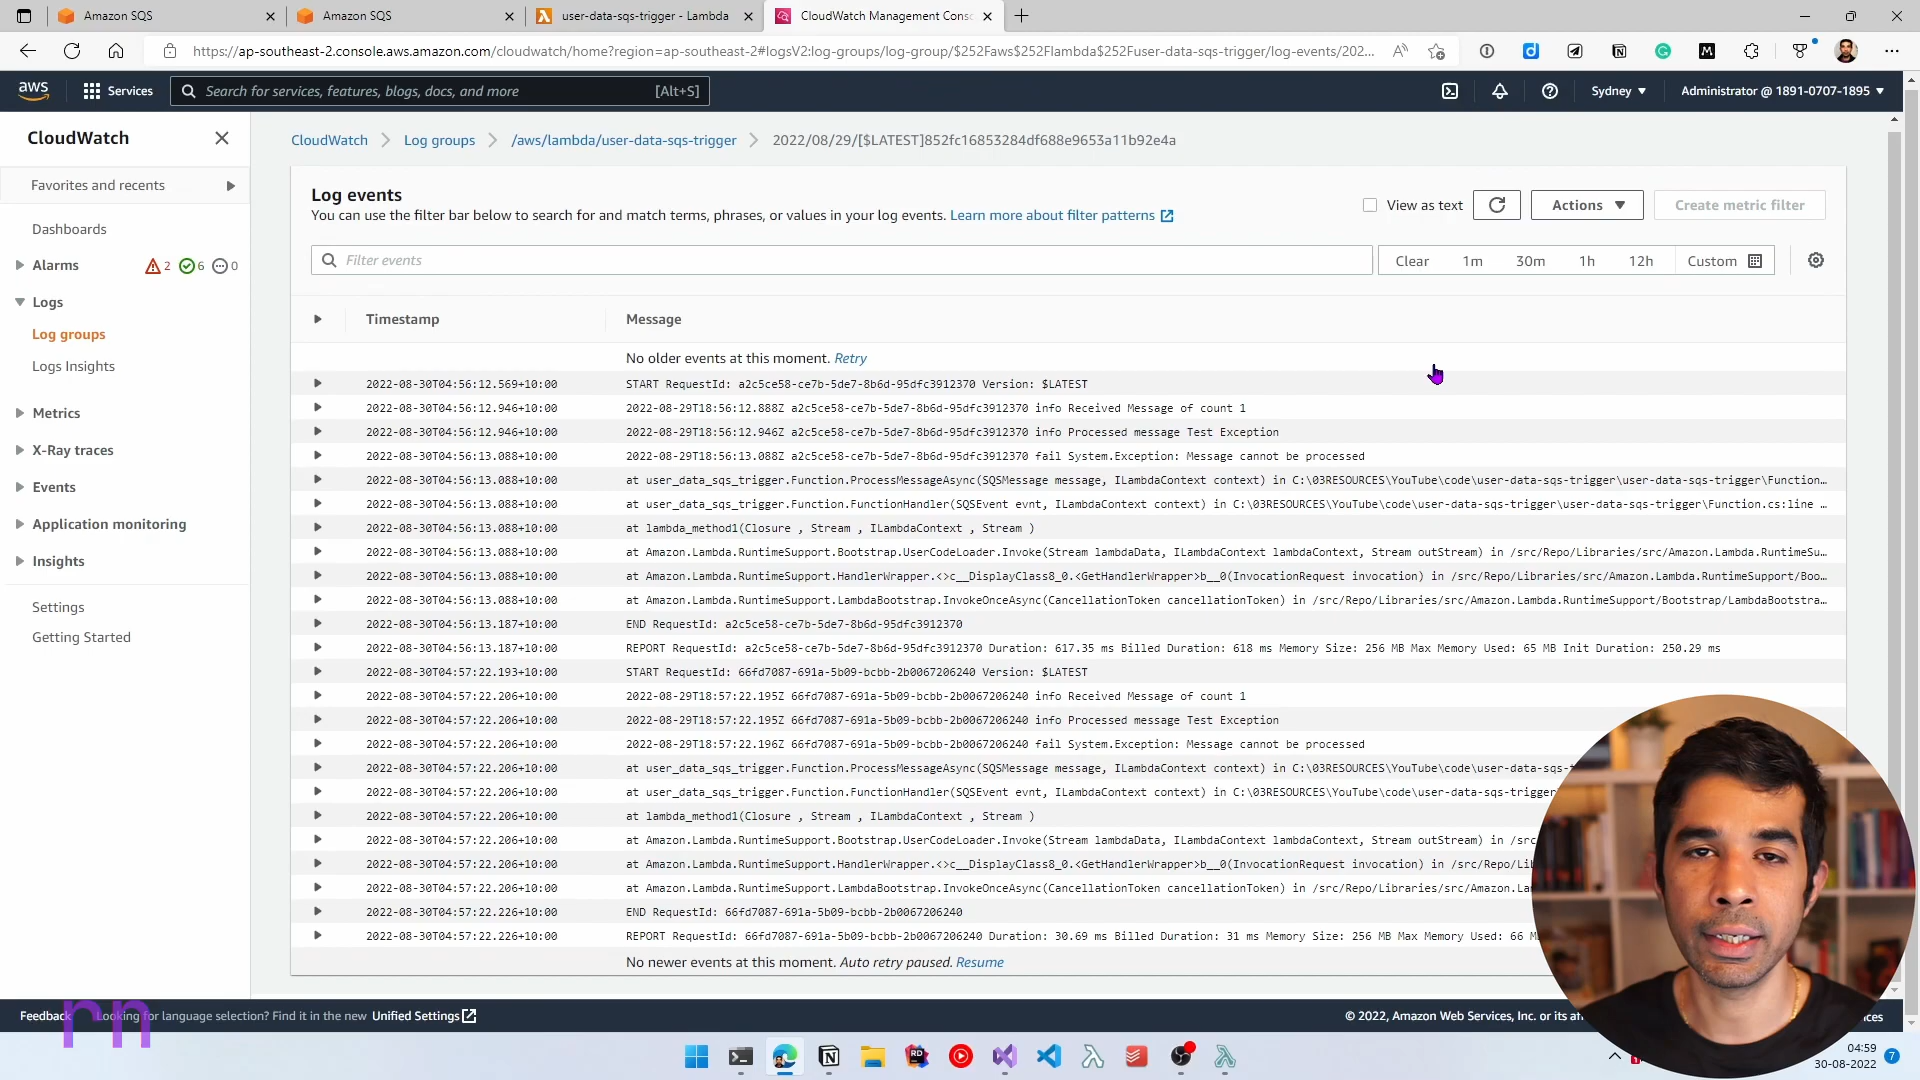 Amazon SQS
Amazon SQS
user-data-sqs-trigger - Lambda
CloudWatch Management Cons
https://ap-southeast-2.console.aws.amazon.com/cloudwatch/home?region=ap-southeast-2#logsV2:log-groups/log-group/$252Faws$252Flambda$252Fuser-data-sqs-trigger/log-events/202...
aws
Services
Search for services, features, blogs, docs, and more
[Alt+S]
Sydney
Administrator @ 1891-0707-1895
CloudWatch
Favorites and recents
Dashboards
Alarms
2
6
0
Logs
Log groups
Logs Insights
Metrics
X-Ray traces
Events
Application monitoring
Insights
Settings
Getting Started
CloudWatch
Log groups
/aws/lambda/user-data-sqs-trigger
2022/08/29/[$LATEST]852fc16853284df688e9653a11b92e4a
Log events
You can use the filter bar below to search for and match terms, phrases, or values in your log events. Learn more about filter patterns
View as text
Actions
Create metric filter
Filter events
Clear
1m
30m
1h
12h
Custom
Timestamp
Message
No older events at this moment. Retry
2022-08-30T04:56:12.569+10:00 START RequestId: a2c5ce58-ce7b-5de7-8b6d-95dfc3912370 Version: $LATEST
2022-08-30T04:56:12.946+10:00 2022-08-29T18:56:12.888Z a2c5ce58-ce7b-5de7-8b6d-95dfc3912370 info Received Message of count 1
2022-08-30T04:56:12.946+10:00 2022-08-29T18:56:12.946Z a2c5ce58-ce7b-5de7-8b6d-95dfc3912370 info Processed message Test Exception
2022-08-30T04:56:13.088+10:00 2022-08-29T18:56:13.088Z a2c5ce58-ce7b-5de7-8b6d-95dfc3912370 fail System.Exception: Message cannot be processed
2022-08-30T04:56:13.088+10:00 at user_data_sqs_trigger.Function.ProcessMessageAsync(SQSMessage message, ILambdaContext context) in C:\03RESOURCES\YouTube\code\user-data-sqs-trigger\user-data-sqs-trigger\Function...
2022-08-30T04:56:13.088+10:00 at user_data_sqs_trigger.Function.FunctionHandler(SQSEvent evnt, ILambdaContext context) in C:\03RESOURCES\YouTube\code\user-data-sqs-trigger\user-data-sqs-trigger\Function.cs:line ...
2022-08-30T04:56:13.088+10:00 at lambda_method1(Closure , Stream , ILambdaContext , Stream )
2022-08-30T04:56:13.088+10:00 at Amazon.Lambda.RuntimeSupport.Bootstrap.UserCodeLoader.Invoke(Stream lambdaData, ILambdaContext lambdaContext, Stream outStream) in /src/Repo/Libraries/src/Amazon.Lambda.RuntimeSu...
2022-08-30T04:56:13.088+10:00 at Amazon.Lambda.RuntimeSupport.HandlerWrapper.<>c__DisplayClass8_0.<GetHandlerWrapper>b__0(InvocationRequest invocation) in /src/Repo/Libraries/src/Amazon.Lambda.RuntimeSupport/Boo...
2022-08-30T04:56:13.088+10:00 at Amazon.Lambda.RuntimeSupport.LambdaBootstrap.InvokeOnceAsync(CancellationToken cancellationToken) in /src/Repo/Libraries/src/Amazon.Lambda.RuntimeSupport/Bootstrap/LambdaBootstra...
2022-08-30T04:56:13.187+10:00 END RequestId: a2c5ce58-ce7b-5de7-8b6d-95dfc3912370
2022-08-30T04:56:13.187+10:00 REPORT RequestId: a2c5ce58-ce7b-5de7-8b6d-95dfc3912370 Duration: 617.35 ms Billed Duration: 618 ms Memory Size: 256 MB Max Memory Used: 65 MB Init Duration: 250.29 ms
2022-08-30T04:57:22.193+10:00 START RequestId: 66fd7087-691a-5b09-bcbb-2b0067206240 Version: $LATEST
2022-08-30T04:57:22.206+10:00 2022-08-29T18:57:22.195Z 66fd7087-691a-5b09-bcbb-2b0067206240 info Received Message of count 1
2022-08-30T04:57:22.206+10:00 2022-08-29T18:57:22.195Z 66fd7087-691a-5b09-bcbb-2b0067206240 info Processed message Test Exception
2022-08-30T04:57:22.206+10:00 2022-08-29T18:57:22.196Z 66fd7087-691a-5b09-bcbb-2b0067206240 fail System.Exception: Message cannot be processed
2022-08-30T04:57:22.206+10:00 at user_data_sqs_trigger.Function.ProcessMessageAsync(SQSMessage message, ILambdaContext context) in C:\03RESOURCES\YouTube\code\user-data-sqs-t
2022-08-30T04:57:22.206+10:00 at user_data_sqs_trigger.Function.FunctionHandler(SQSEvent evnt, ILambdaContext context) in C:\03RESOURCES\YouTube\code\user-data-sqs-trigger
2022-08-30T04:57:22.206+10:00 at lambda_method1(Closure , Stream , ILambdaContext , Stream )
2022-08-30T04:57:22.206+10:00 at Amazon.Lambda.RuntimeSupport.Bootstrap.UserCodeLoader.Invoke(Stream lambdaData, ILambdaContext lambdaContext, Stream outStream) in /src
2022-08-30T04:57:22.206+10:00 at Amazon.Lambda.RuntimeSupport.HandlerWrapper.<>c__DisplayClass8_0.<GetHandlerWrapper>b__0(InvocationRequest invocation) in /src/Repo/Li
2022-08-30T04:57:22.206+10:00 at Amazon.Lambda.RuntimeSupport.LambdaBootstrap.InvokeOnceAsync(CancellationToken cancellationToken) in /src/Repo/Libraries/src/Amazon.La
2022-08-30T04:57:22.226+10:00 END RequestId: 66fd7087-691a-5b09-bcbb-2b0067206240
2022-08-30T04:57:22.226+10:00 REPORT RequestId: 66fd7087-691a-5b09-bcbb-2b0067206240 Duration: 30.69 ms Billed Duration: 31 ms Memory Size: 256 MB Max Memory Used: 66 M
No newer events at this moment. Auto retry paused. Resume
Feedback
Looking for language selection? Find it in the new Unified Settings
© 2022, Amazon Web Services, Inc. or its aff
ces
rn
04:59
30-08-2022
7